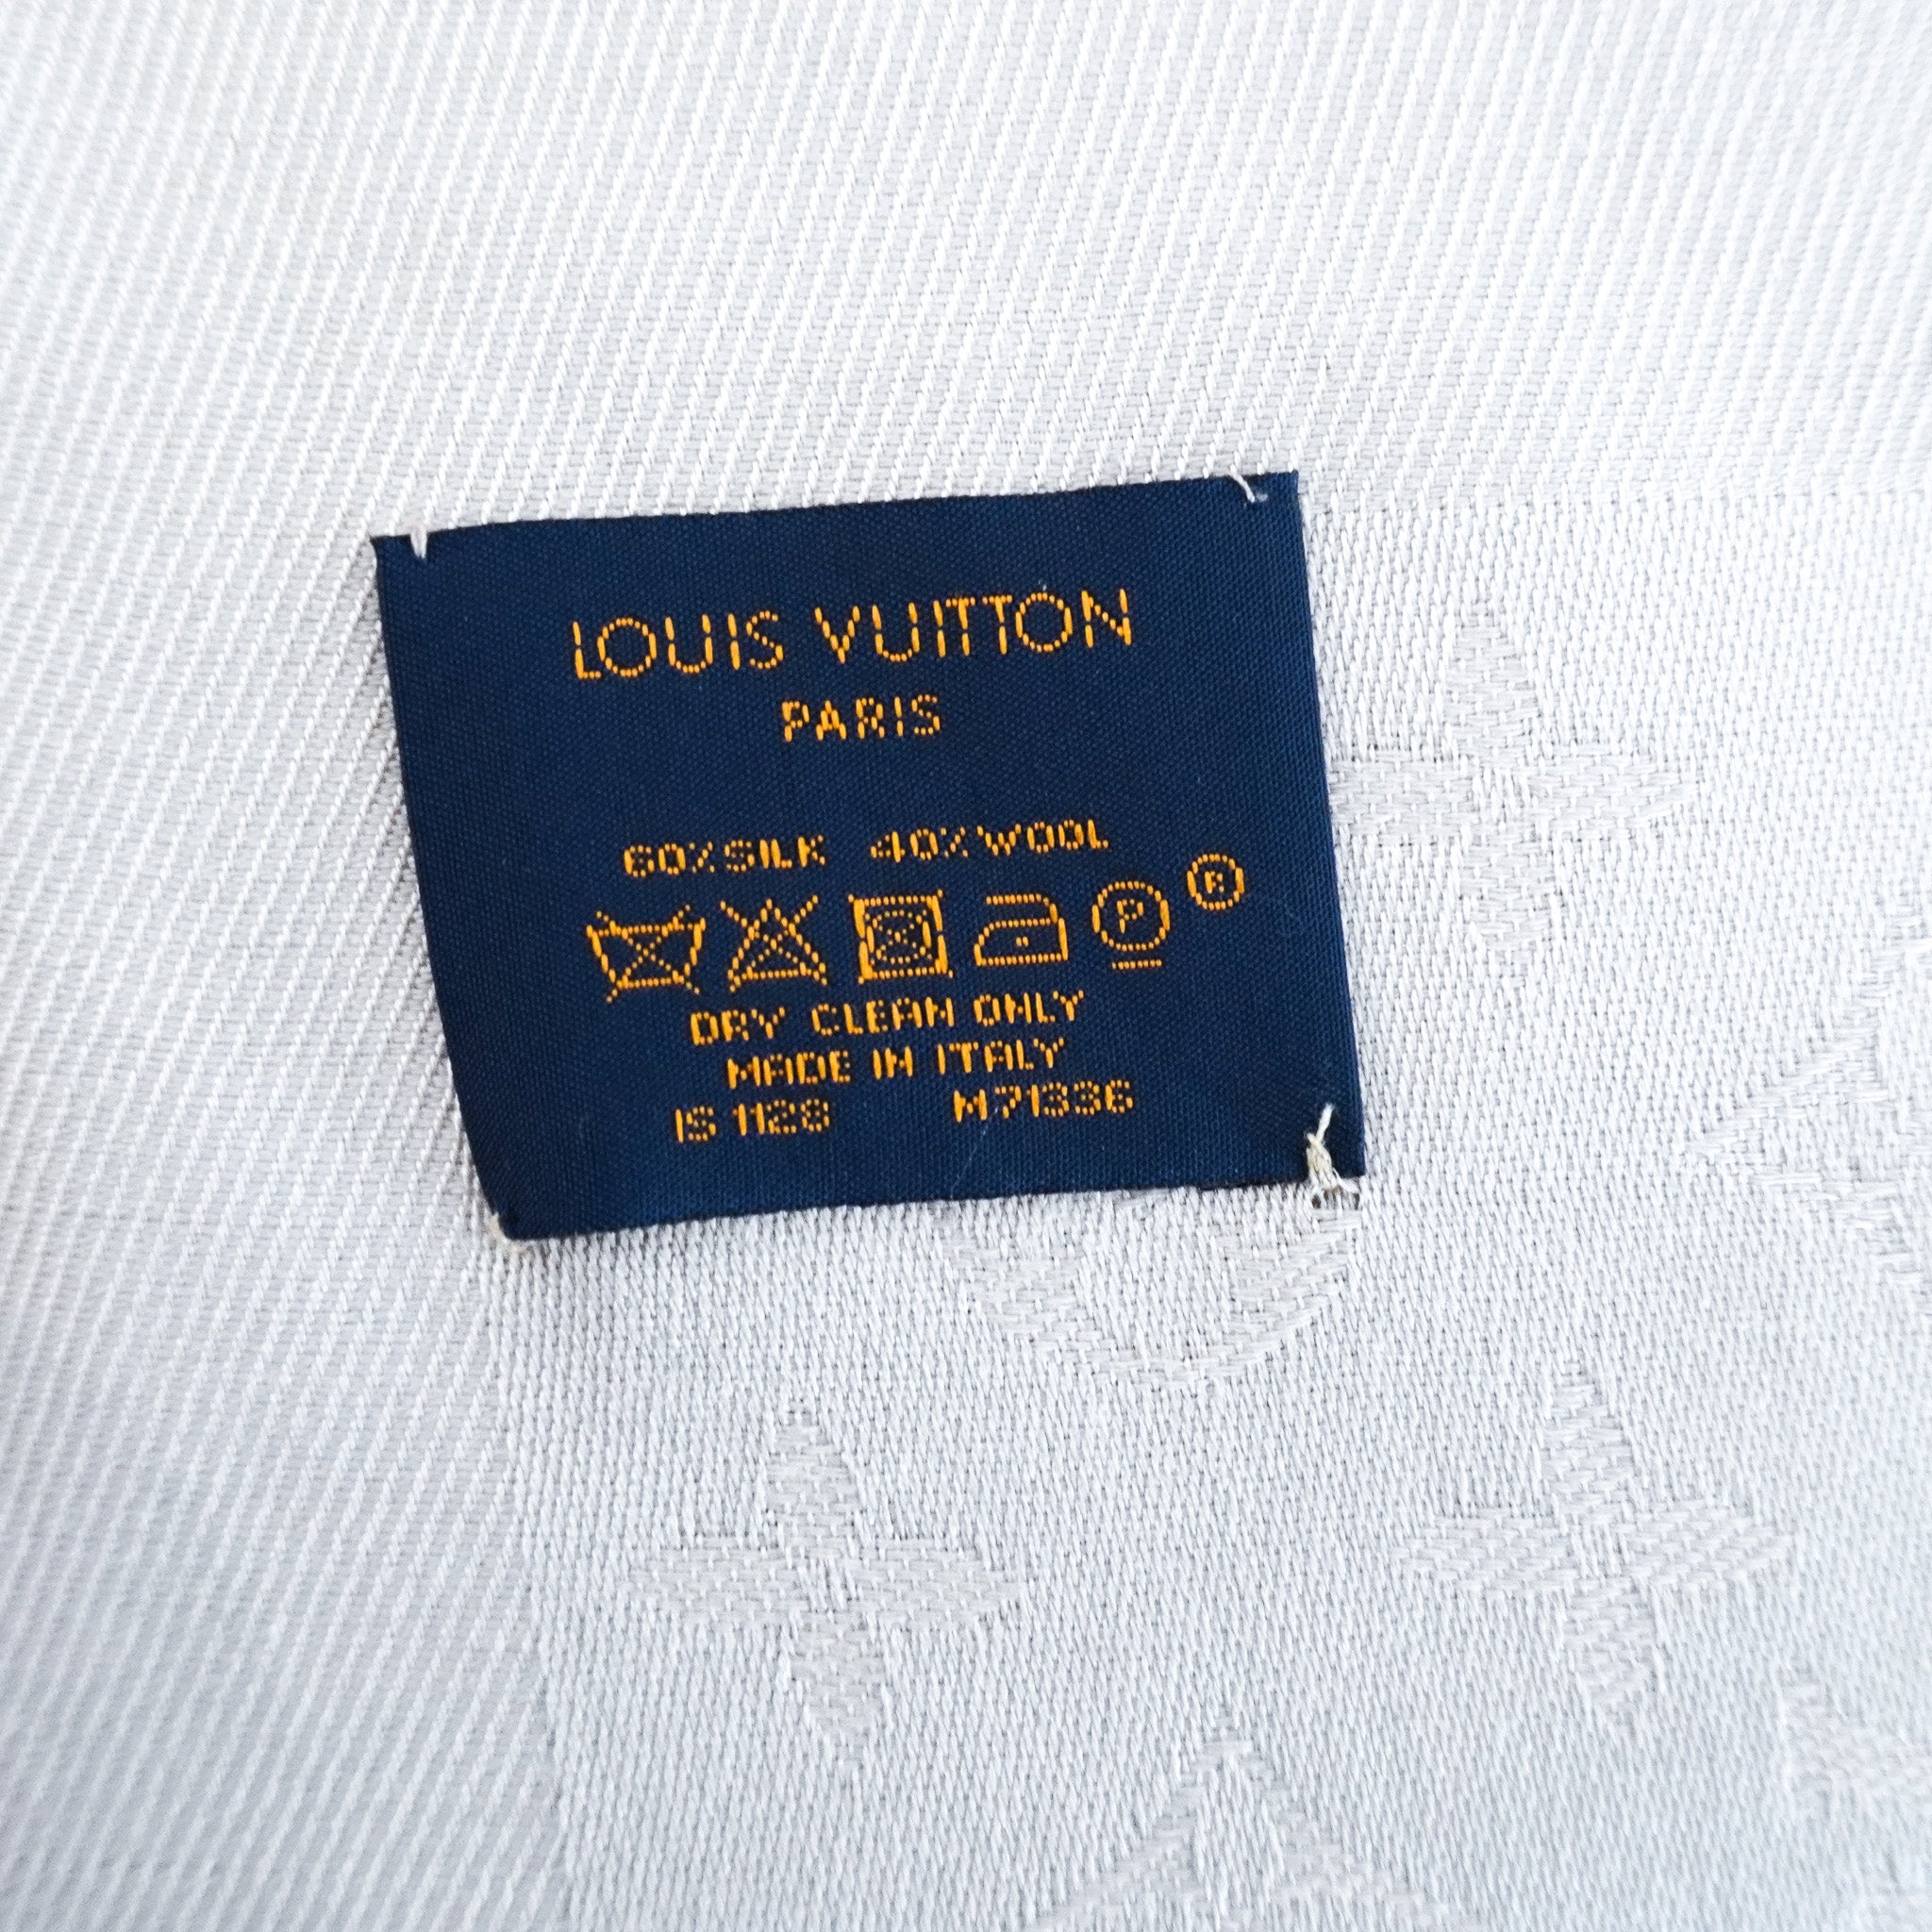 LOUIS VUITTON
PARIS
60% SILK 40% WOOL
P ®
DRY CLEAN ONLY
MADE IN ITALY
IS 1128 M71336